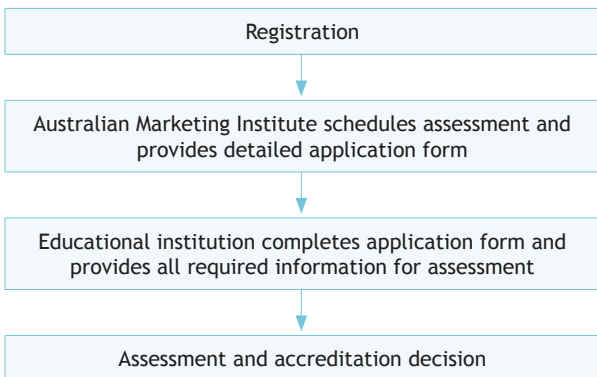 Registration
Australian Marketing Institute schedules assessment and
provides detailed application form
Educational institution completes application form and
provides all required information for assessment
Assessment and accreditation decision